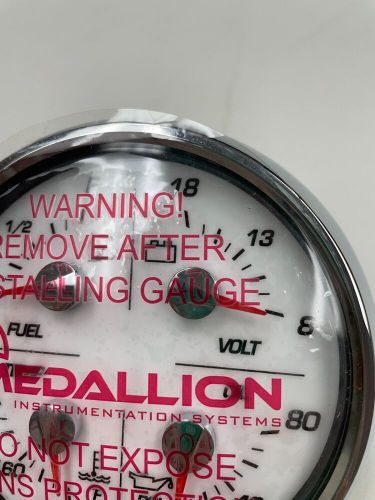 18
WARNING!
1/2
13
REMOVE AFTER
STALLING GAUGE
8
FUEL
VOLT
MEDALLION
INSTRUMENTATION SYSTEMS
80
NOT EXPOSE
60